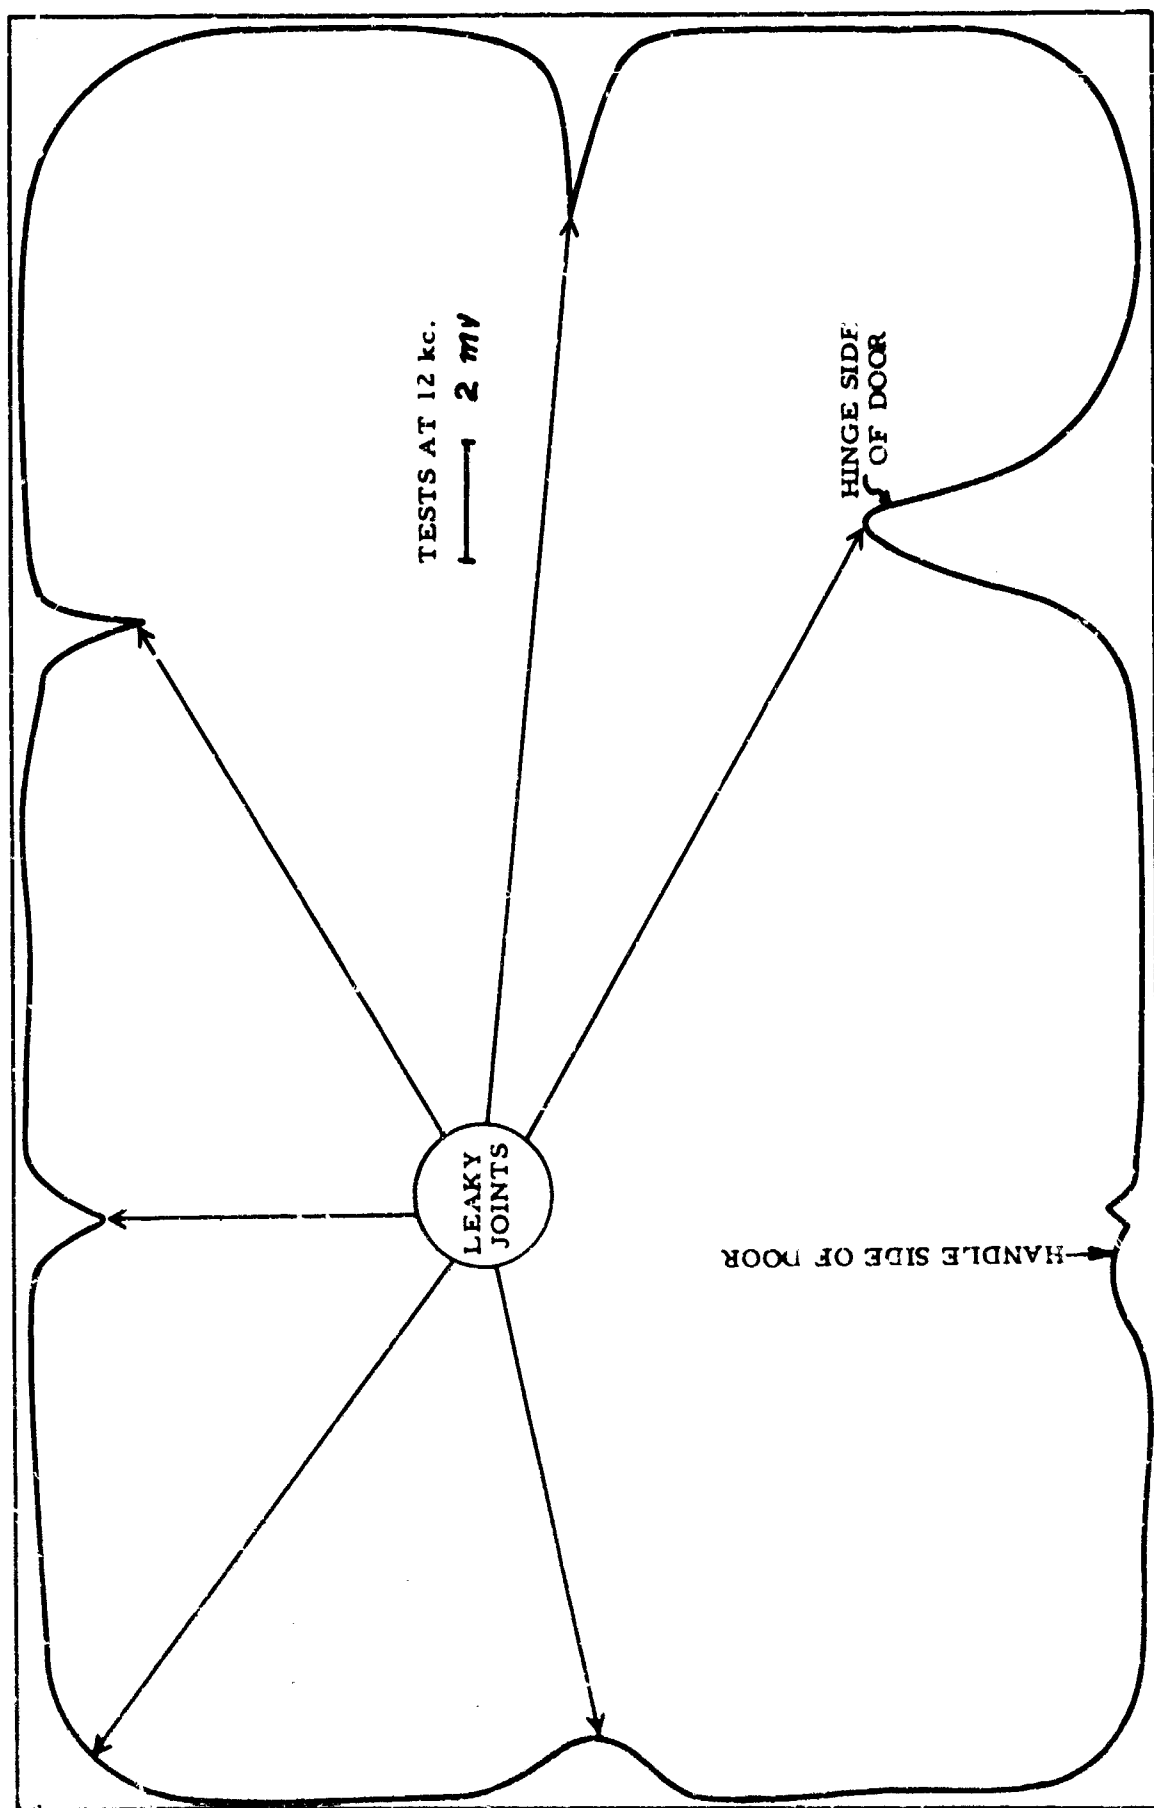 TESTS AT 12 kc.
2 mV
HINGE SIDE
OF DOOR
LEAKY
JOINTS
HANDLE SIDE OF DOOR